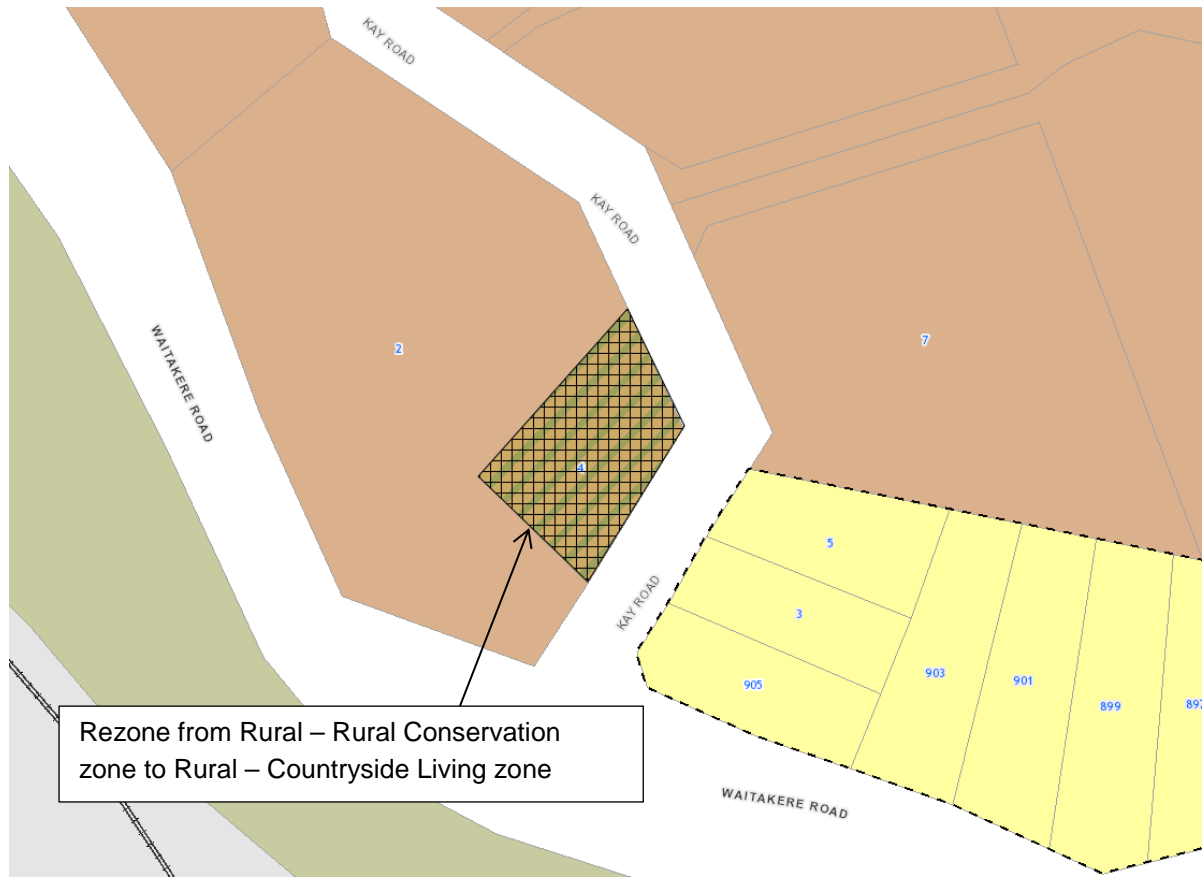 KAY ROAD
KAY ROAD
2
7
WAITAKERE ROAD
4
5
KAY ROAD
3
905
903
901
899
897
Rezone from Rural – Rural Conservation
zone to Rural – Countryside Living zone
WAITAKERE ROAD